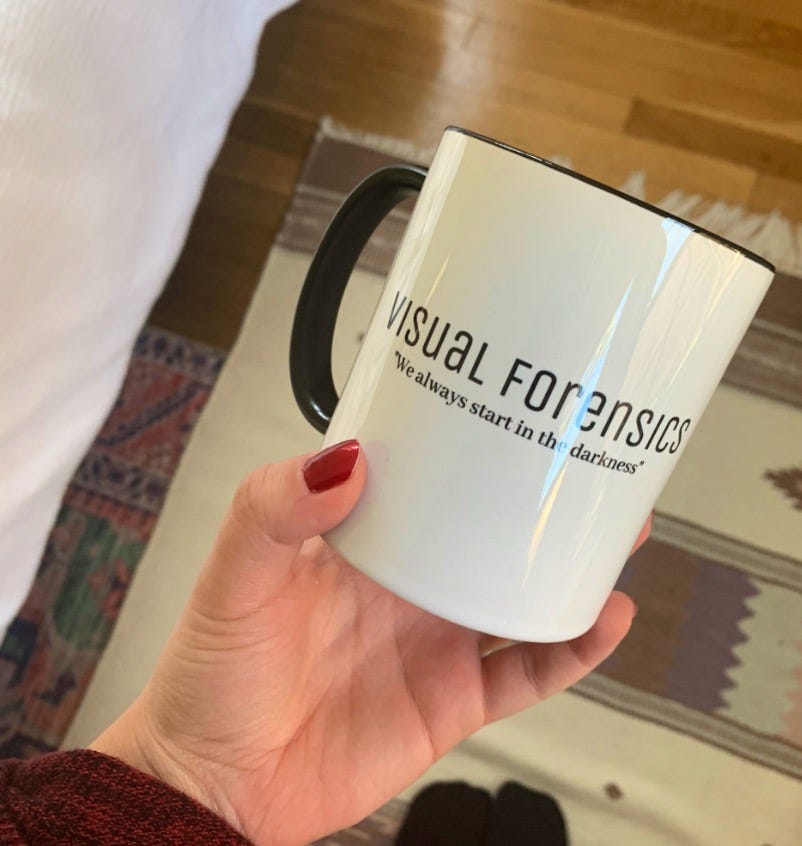 VISUAL FORENSICS
"We always start in the darkness"